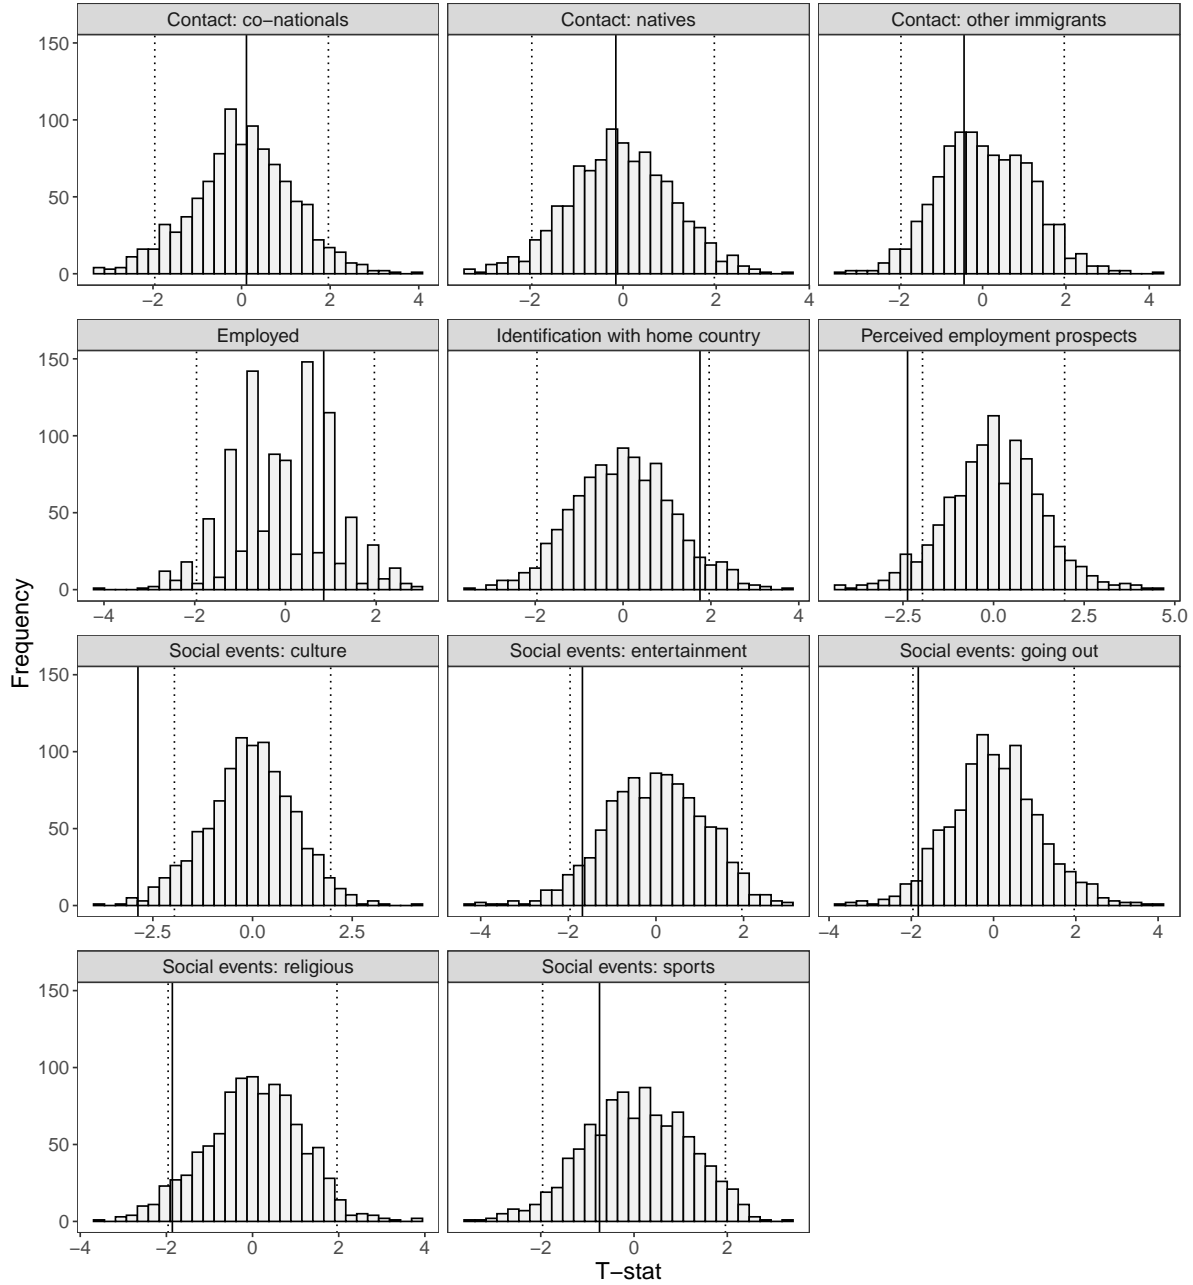 Contact: co−nationals Contact: natives Contact: other immigrants
150
100
50
0
−2 0 2 4 −2 0 2 4 −2 0 2 4
Employed Identification with home country Perceived employment prospects
150
100
50
0
−4 −2 0 2 −2 0 2 4 −2.5 0.0 2.5 5.0
Frequency
Social events: culture Social events: entertainment Social events: going out
150
100
50
0
−2.5 0.0 2.5 −4 −2 0 2 −4 −2 0 2 4
Social events: religious Social events: sports
150
100
50
0
−4 −2 0 2 4 −2 0 2
T−stat